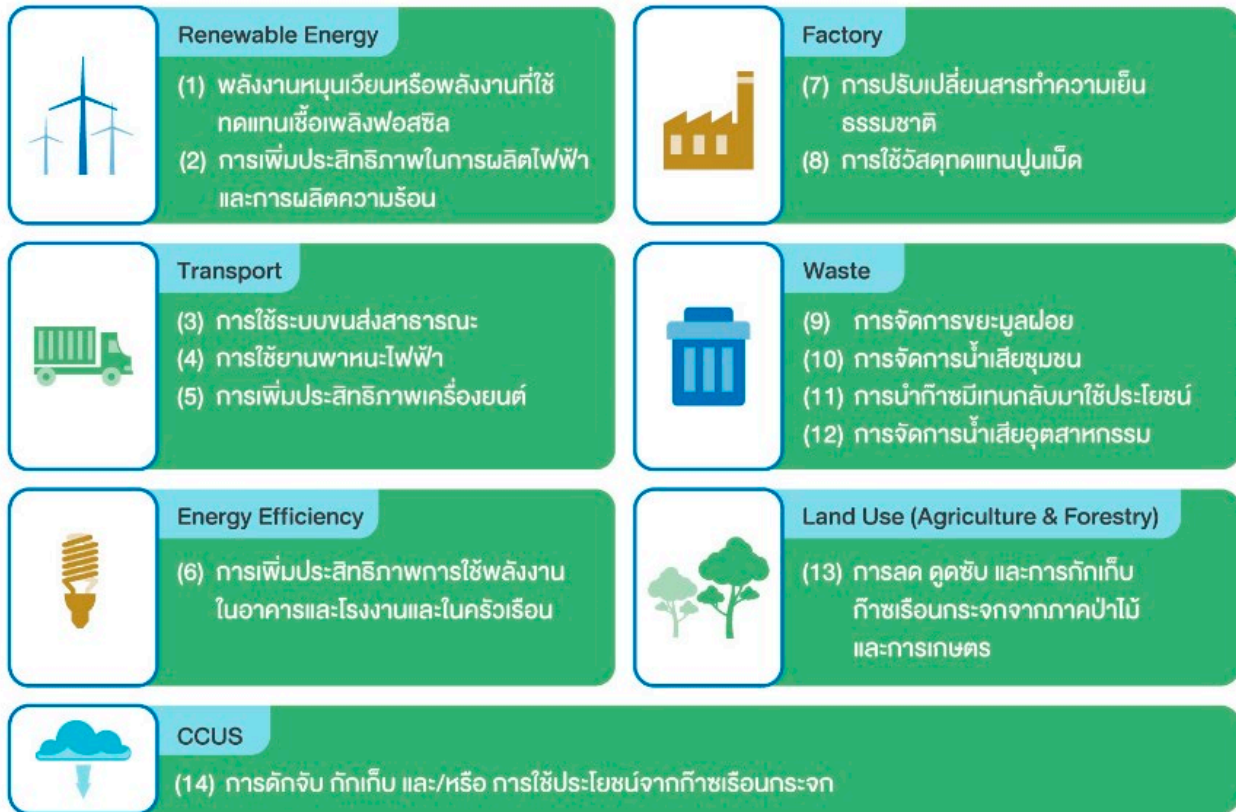 Renewable Energy
(1) พลังงานหมุนเวียนหรือพลังงานที่ใช้
ทดแทนเชื้อเพลิงฟอสซิล
(2) การเพิ่มประสิทธิภาพในการผลิตไฟฟ้า
และการผลิตความร้อน
Factory
(7) การปรับเปลี่ยนสารทำความเย็น
ธรรมชาติ
(8) การใช้วัสดุทดแทนปูนเม็ด
Transport
(3) การใช้ระบบขนส่งสาธารณะ
(4) การใช้ยานพาหนะไฟฟ้า
(5) การเพิ่มประสิทธิภาพเครื่องยนต์
Waste
(9) การจัดการขยะมูลฝอย
(10) การจัดการน้ำเสียชุมชน
(11) การนำก๊าซมีเทนกลับมาใช้ประโยชน์
(12) การจัดการน้ำเสียอุตสาหกรรม
Energy Efficiency
(6) การเพิ่มประสิทธิภาพการใช้พลังงาน
ในอาคารและโรงงานและในครัวเรือน
Land Use (Agriculture & Forestry)
(13) การลด ดูดซับ และการกักเก็บ
ก๊าซเรือนกระจกจากภาคป่าไม้
และการเกษตร
CCUS
(14) การดักจับ กักเก็บ และ/หรือ การใช้ประโยชน์จากก๊าซเรือนกระจก